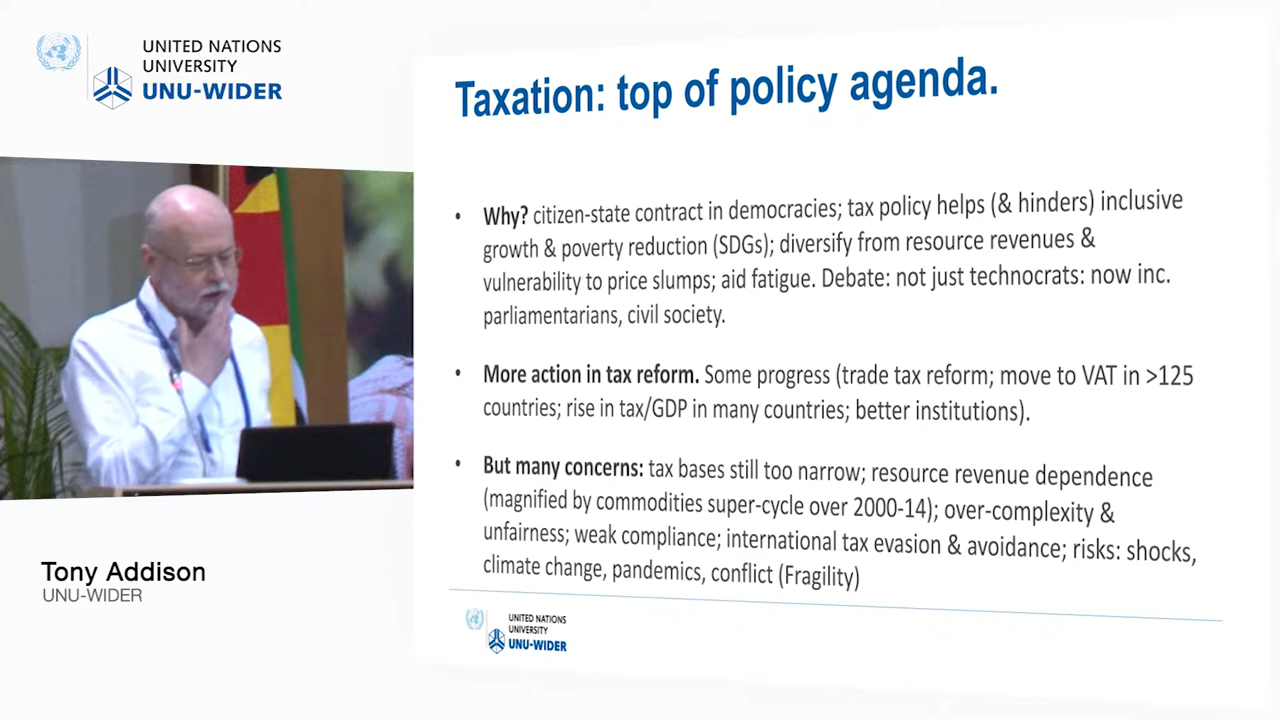 UNITED NATIONS
UNIVERSITY
UNU-WIDER
Taxation: top of policy agenda.
• Why? citizen-state contract in democracies; tax policy helps (& hinders) inclusive
growth & poverty reduction (SDGs); diversify from resource revenues &
vulnerability to price slumps; aid fatigue. Debate: not just technocrats: now inc.
parliamentarians, civil society.
• More action in tax reform. Some progress (trade tax reform; move to VAT in >125
countries; rise in tax/GDP in many countries; better institutions).
• But many concerns: tax bases still too narrow; resource revenue dependence
(magnified by commodities super-cycle over 2000-14); over-complexity &
unfairness; weak compliance; international tax evasion & avoidance; risks: shocks,
climate change, pandemics, conflict (Fragility)
Tony Addison
UNU-WIDER
UNITED NATIONS
UNIVERSITY
UNU-WIDER